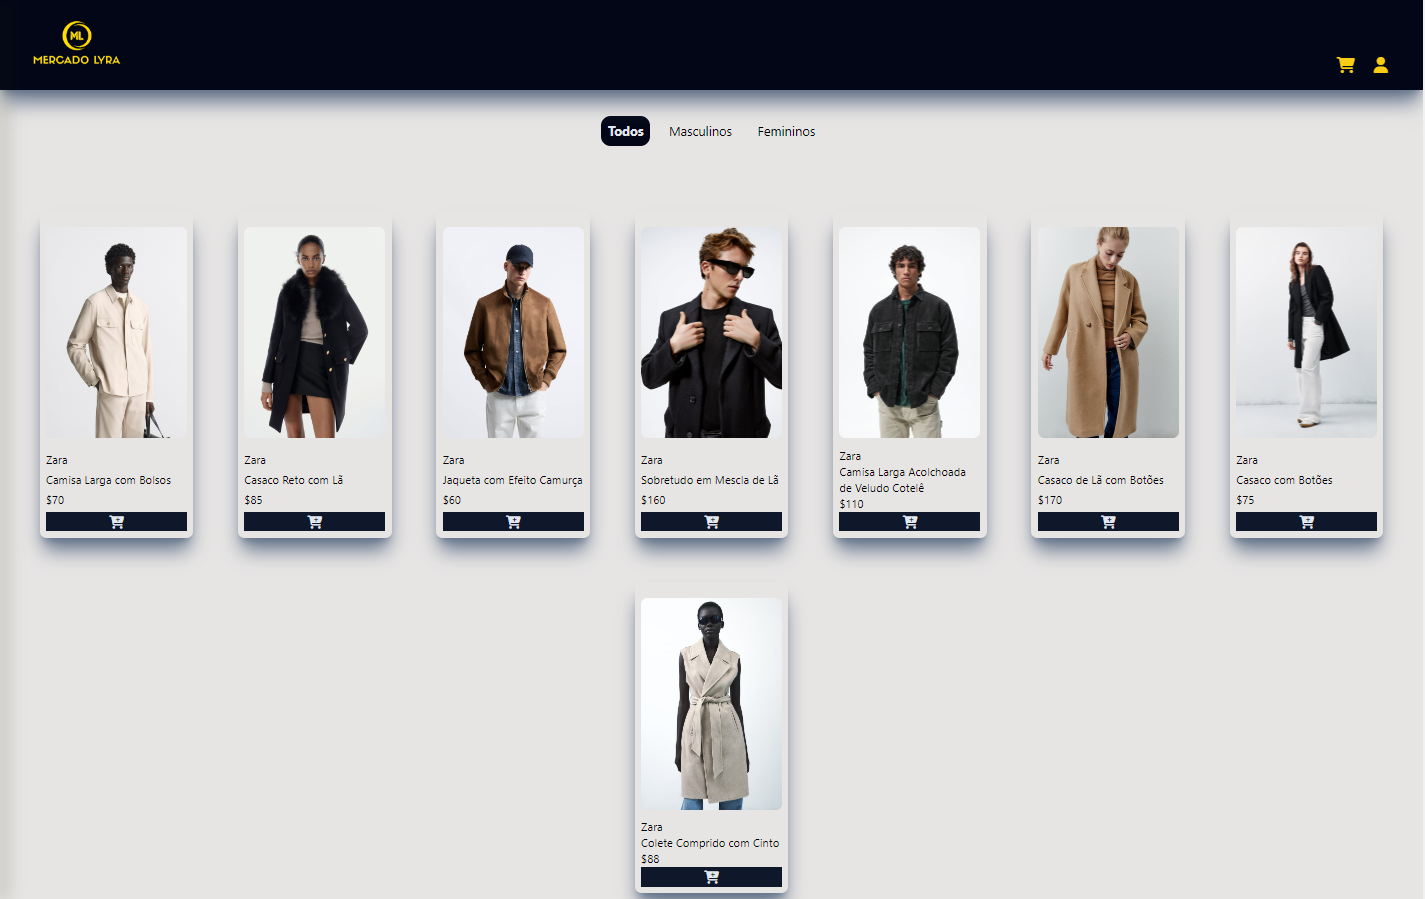 ML
MERCADO LYRA
Todos
Masculinos
Femininos
Zara
Camisa Larga com Bolsos
$70
Zara
Casaco Reto com Lã
$85
Zara
Jaqueta com Efeito Camurça
$60
Zara
Sobretudo em Mescla de Lã
$160
Zara
Camisa Larga Acolchoada
de Veludo Cotelê
$110
Zara
Casaco de Lã com Botões
$170
Zara
Casaco com Botões
$75
Zara
Colete Comprido com Cinto
$88